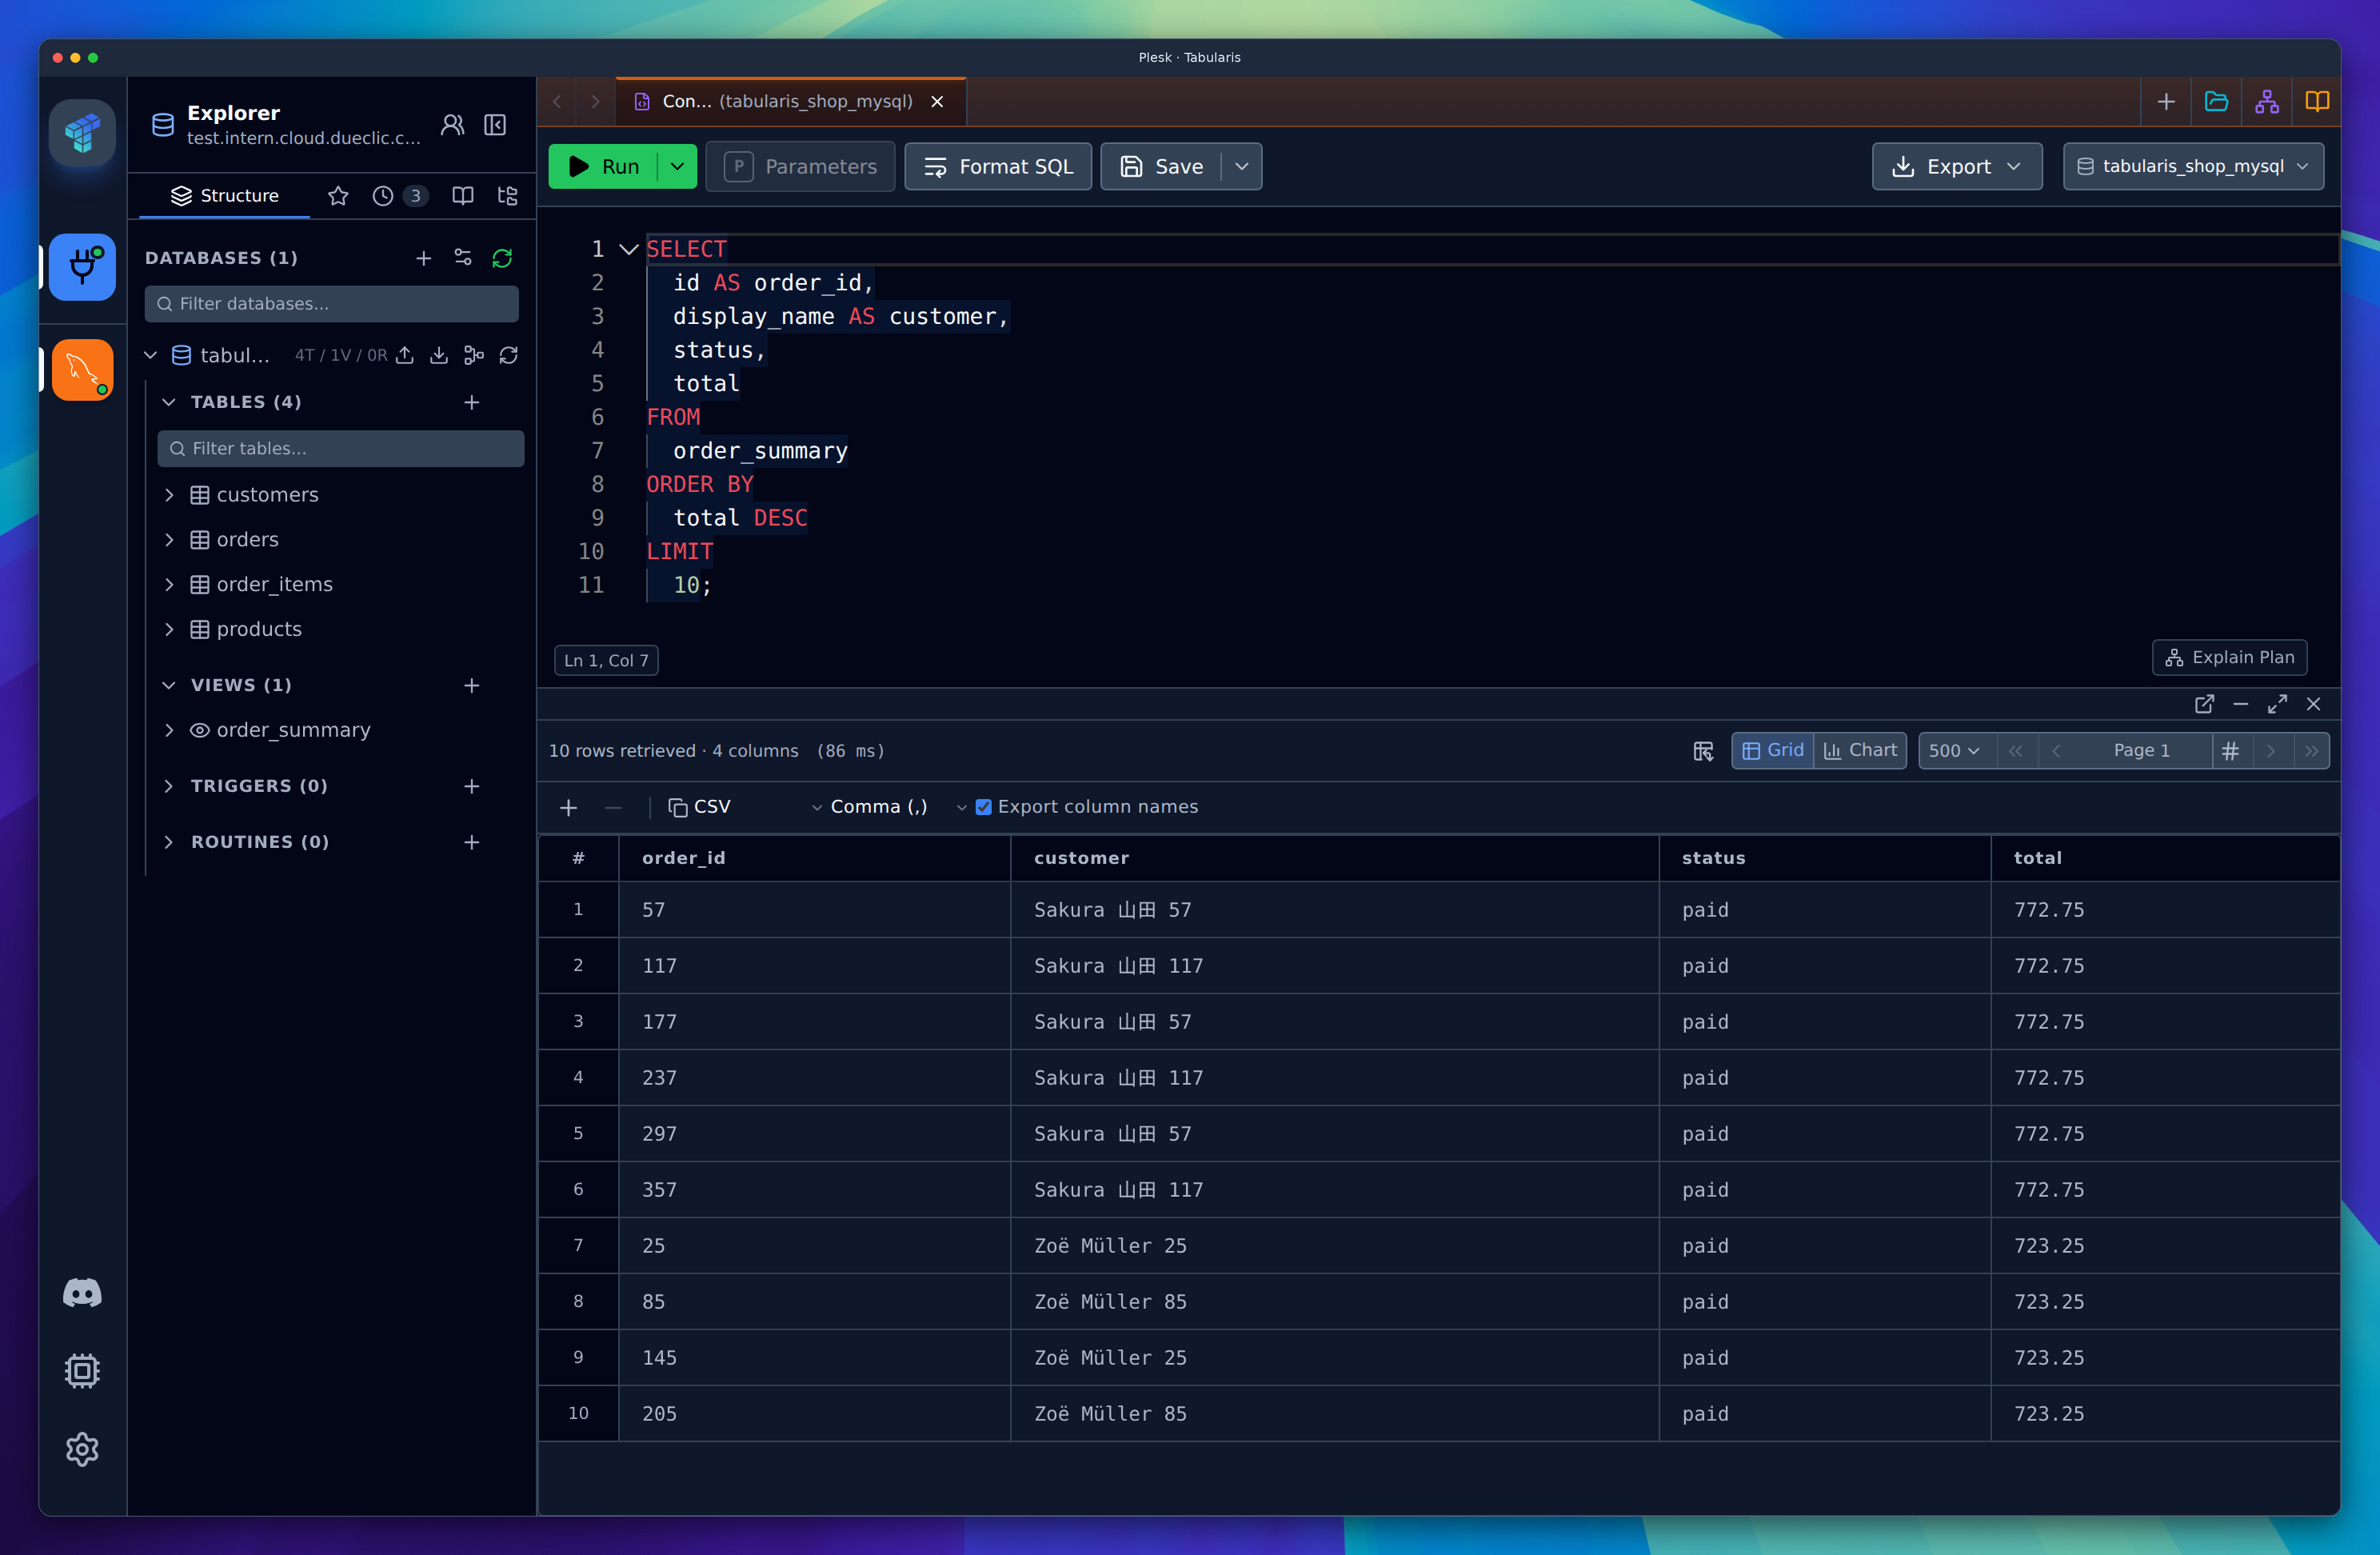 Plesk · Tabularis
Explorer
test.intern.cloud.dueclic.c...
Con... (tabularis_shop_mysql)
Run
P Parameters
Format SQL
Save
Export
tabularis_shop_mysql
Structure
3
DATABASES (1)
Filter databases...
tabul... 4T / 1V / 0R
TABLES (4)
Filter tables...
customers
orders
order_items
products
VIEWS (1)
order_summary
TRIGGERS (0)
ROUTINES (0)
1 SELECT
2 id AS order_id,
3 display_name AS customer,
4 status,
5 total
6 FROM
7 order_summary
8 ORDER BY
9 total DESC
10 LIMIT
11 10;
Ln 1, Col 7
Explain Plan
10 rows retrieved · 4 columns (86 ms)
Grid
Chart
500
Page 1
#
CSV
Comma (,)
Export column names
# order_id customer status total
1 57 Sakura 山田 57 paid 772.75
2 117 Sakura 山田 117 paid 772.75
3 177 Sakura 山田 57 paid 772.75
4 237 Sakura 山田 117 paid 772.75
5 297 Sakura 山田 57 paid 772.75
6 357 Sakura 山田 117 paid 772.75
7 25 Zoë Müller 25 paid 723.25
8 85 Zoë Müller 85 paid 723.25
9 145 Zoë Müller 25 paid 723.25
10 205 Zoë Müller 85 paid 723.25